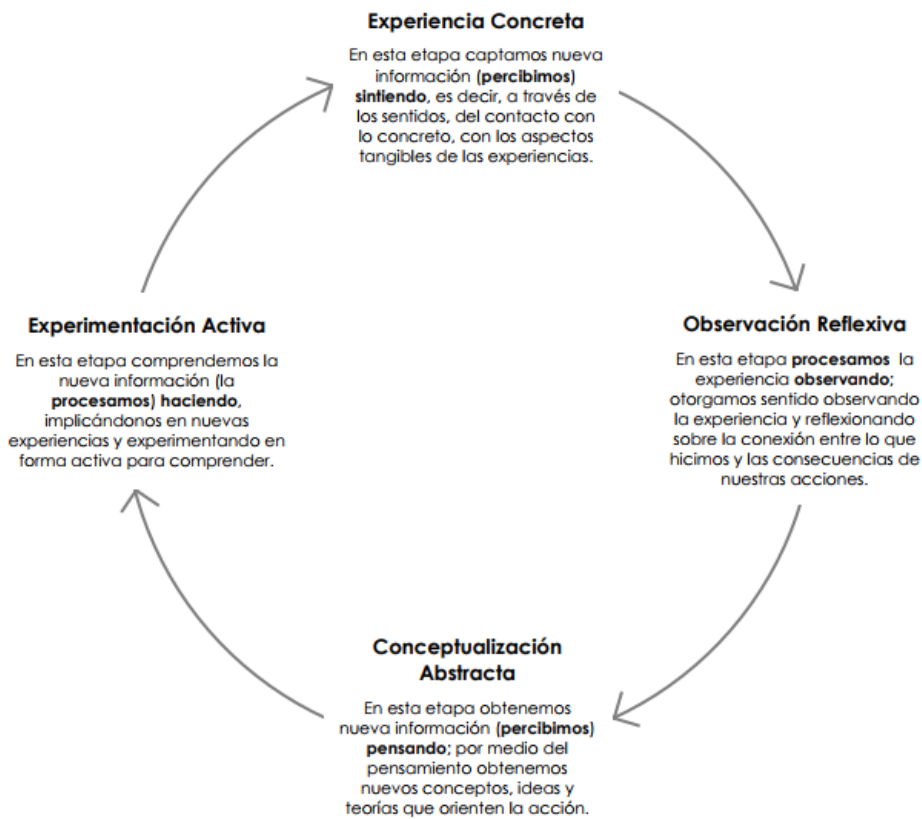 Experiencia Concreta
En esta etapa captamos nueva
información (percibimos)
sintiendo, es decir, a través de
los sentidos, del contacto con
lo concreto, con los aspectos
tangibles de las experiencias.
Observación Reflexiva
En esta etapa procesamos la
experiencia observando;
otorgamos sentido observando
la experiencia y reflexionando
sobre la conexión entre lo que
hicimos y las consecuencias de
nuestras acciones.
Conceptualización
Abstracta
En esta etapa obtenemos
nueva información (percibimos)
pensando; por medio del
pensamiento obtenemos
nuevos conceptos, ideas y
teorías que orienten la acción.
Experimentación Activa
En esta etapa comprendemos la
nueva información (la
procesamos) haciendo,
implicándonos en nuevas
experiencias y experimentando en
forma activa para comprender.